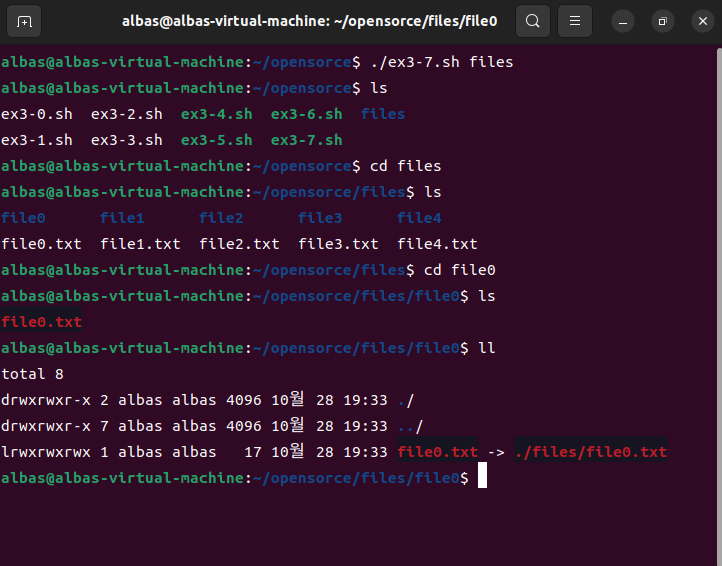 albas@albas-virtual-machine: ~/opensorce/files/file0
albas@albas-virtual-machine:~/opensorce$ ./ex3-7.sh files
albas@albas-virtual-machine:~/opensorce$ ls
ex3-0.sh  ex3-2.sh  ex3-4.sh  ex3-6.sh  files
ex3-1.sh  ex3-3.sh  ex3-5.sh  ex3-7.sh
albas@albas-virtual-machine:~/opensorce$ cd files
albas@albas-virtual-machine:~/opensorce/files$ ls
file0      file1      file2      file3      file4
file0.txt  file1.txt  file2.txt  file3.txt  file4.txt
albas@albas-virtual-machine:~/opensorce/files$ cd file0
albas@albas-virtual-machine:~/opensorce/files/file0$ ls
file0.txt
albas@albas-virtual-machine:~/opensorce/files/file0$ ll
total 8
drwxrwxr-x 2 albas albas 4096 10월 28 19:33 ./
drwxrwxr-x 7 albas albas 4096 10월 28 19:33 ../
lrwxrwxrwx 1 albas albas   17 10월 28 19:33 file0.txt -> ./files/file0.txt
albas@albas-virtual-machine:~/opensorce/files/file0$